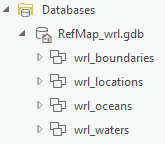 Databases
RefMap_wrl.gdb
wrl_boundaries
wrl_locations
wrl_oceans
wrl_waters